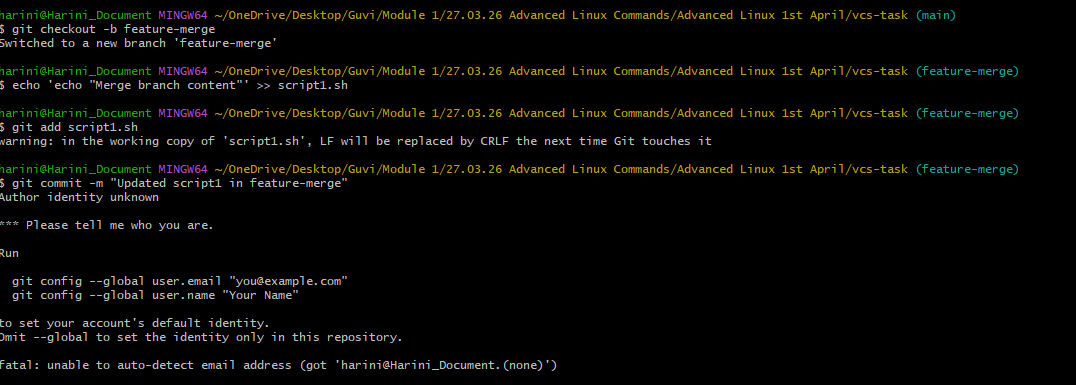 harini@Harini_Document MINGW64 ~/OneDrive/Desktop/Guvi/Module 1/27.03.26 Advanced Linux Commands/Advanced Linux 1st April/vcs-task (main)
$ git checkout -b feature-merge
Switched to a new branch 'feature-merge'
harini@Harini_Document MINGW64 ~/OneDrive/Desktop/Guvi/Module 1/27.03.26 Advanced Linux Commands/Advanced Linux 1st April/vcs-task (feature-merge)
$ echo 'echo "Merge branch content"' >> script1.sh
harini@Harini_Document MINGW64 ~/OneDrive/Desktop/Guvi/Module 1/27.03.26 Advanced Linux Commands/Advanced Linux 1st April/vcs-task (feature-merge)
$ git add script1.sh
warning: in the working copy of 'script1.sh', LF will be replaced by CRLF the next time Git touches it
harini@Harini_Document MINGW64 ~/OneDrive/Desktop/Guvi/Module 1/27.03.26 Advanced Linux Commands/Advanced Linux 1st April/vcs-task (feature-merge)
$ git commit -m "Updated script1 in feature-merge"
Author identity unknown
*** Please tell me who you are.
Run
git config --global user.email "you@example.com"
git config --global user.name "Your Name"
to set your account's default identity.
Omit --global to set the identity only in this repository.
fatal: unable to auto-detect email address (got 'harini@Harini_Document.(none)')